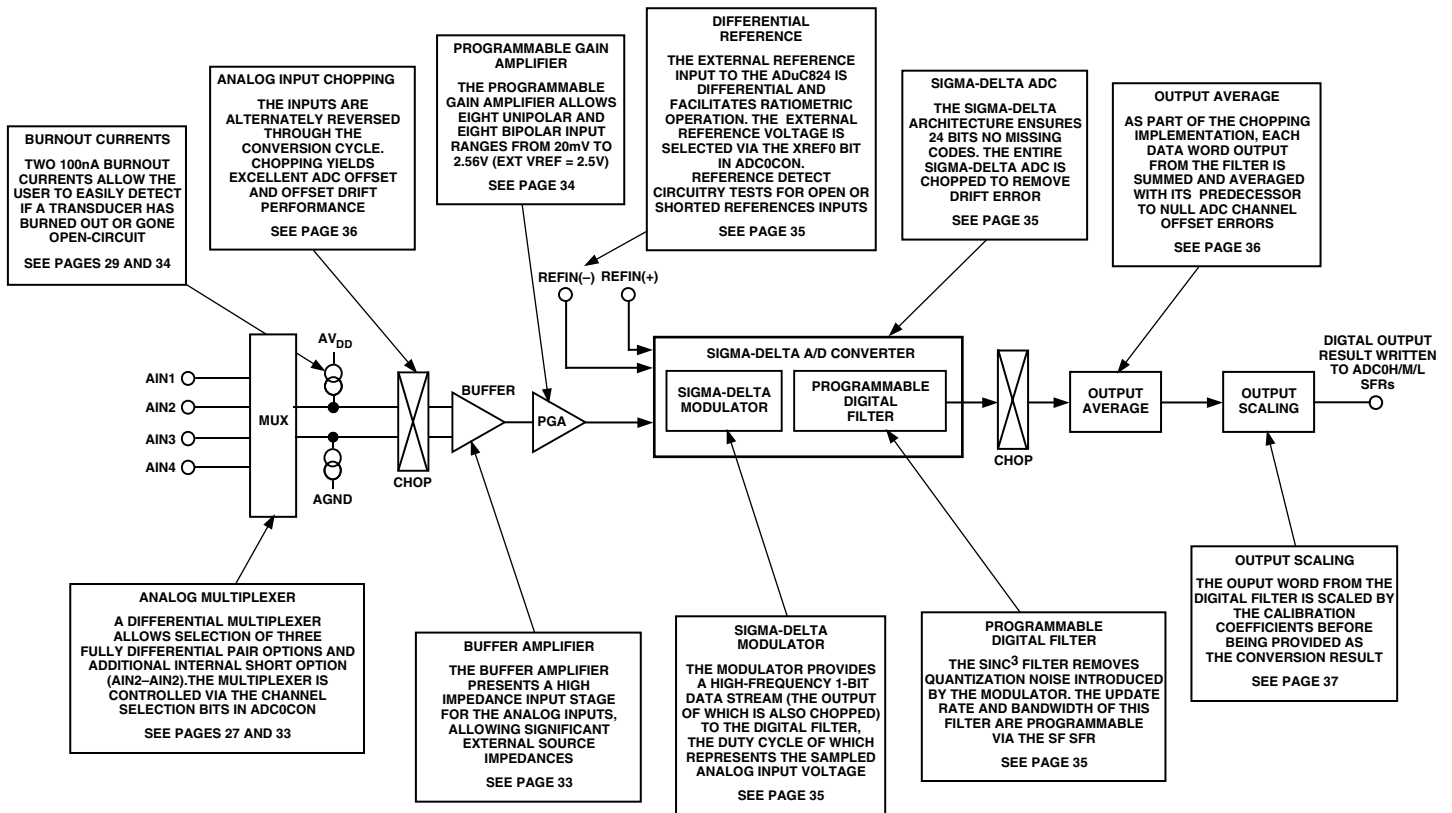 BURNOUT CURRENTS
TWO 100nA BURNOUT
CURRENTS ALLOW THE
USER TO EASILY DETECT
IF A TRANSDUCER HAS
BURNED OUT OR GONE
OPEN-CIRCUIT
SEE PAGES 29 AND 34
ANALOG INPUT CHOPPING
THE INPUTS ARE
ALTERNATELY REVERSED
THROUGH THE
CONVERSION CYCLE.
CHOPPING YIELDS
EXCELLENT ADC OFFSET
AND OFFSET DRIFT
PERFORMANCE
SEE PAGE 36
PROGRAMMABLE GAIN
AMPLIFIER
THE PROGRAMMABLE
GAIN AMPLIFIER ALLOWS
EIGHT UNIPOLAR AND
EIGHT BIPOLAR INPUT
RANGES FROM 20mV TO
2.56V (EXT VREF = 2.5V)
SEE PAGE 34
DIFFERENTIAL
REFERENCE
THE EXTERNAL REFERENCE
INPUT TO THE ADuC824 IS
DIFFERENTIAL AND
FACILITATES RATIOMETRIC
OPERATION. THE EXTERNAL
REFERENCE VOLTAGE IS
SELECTED VIA THE XREF0 BIT
IN ADC0CON.
REFERENCE DETECT
CIRCUITRY TESTS FOR OPEN OR
SHORTED REFERENCES INPUTS
SEE PAGE 35
SIGMA-DELTA ADC
THE SIGMA-DELTA
ARCHITECTURE ENSURES
24 BITS NO MISSING
CODES. THE ENTIRE
SIGMA-DELTA ADC IS
CHOPPED TO REMOVE
DRIFT ERROR
SEE PAGE 35
OUTPUT AVERAGE
AS PART OF THE CHOPPING
IMPLEMENTATION, EACH
DATA WORD OUTPUT
FROM THE FILTER IS
SUMMED AND AVERAGED
WITH ITS PREDECESSOR
TO NULL ADC CHANNEL
OFFSET ERRORS
SEE PAGE 36
REFIN(–) REFIN(+)
AIN1
AIN2
AIN3
AIN4
MUX
AVDD
AGND
CHOP
BUFFER
PGA
SIGMA-DELTA A/D CONVERTER
SIGMA-DELTA
MODULATOR
PROGRAMMABLE
DIGITAL
FILTER
CHOP
OUTPUT
AVERAGE
OUTPUT
SCALING
DIGTAL OUTPUT
RESULT WRITTEN
TO ADC0H/M/L
SFRs
ANALOG MULTIPLEXER
A DIFFERENTIAL MULTIPLEXER
ALLOWS SELECTION OF THREE
FULLY DIFFERENTIAL PAIR OPTIONS AND
ADDITIONAL INTERNAL SHORT OPTION
(AIN2–AIN2).THE MULTIPLEXER IS
CONTROLLED VIA THE CHANNEL
SELECTION BITS IN ADC0CON
SEE PAGES 27 AND 33
BUFFER AMPLIFIER
THE BUFFER AMPLIFIER
PRESENTS A HIGH
IMPEDANCE INPUT STAGE
FOR THE ANALOG INPUTS,
ALLOWING SIGNIFICANT
EXTERNAL SOURCE
IMPEDANCES
SEE PAGE 33
SIGMA-DELTA
MODULATOR
THE MODULATOR PROVIDES
A HIGH-FREQUENCY 1-BIT
DATA STREAM (THE OUTPUT
OF WHICH IS ALSO CHOPPED)
TO THE DIGITAL FILTER,
THE DUTY CYCLE OF WHICH
REPRESENTS THE SAMPLED
ANALOG INPUT VOLTAGE
SEE PAGE 35
PROGRAMMABLE
DIGITAL FILTER
THE SINC3 FILTER REMOVES
QUANTIZATION NOISE INTRODUCED
BY THE MODULATOR. THE UPDATE
RATE AND BANDWIDTH OF THIS
FILTER ARE PROGRAMMABLE
VIA THE SF SFR
SEE PAGE 35
OUTPUT SCALING
THE OUPUT WORD FROM THE
DIGITAL FILTER IS SCALED BY
THE CALIBRATION
COEFFICIENTS BEFORE
BEING PROVIDED AS
THE CONVERSION RESULT
SEE PAGE 37